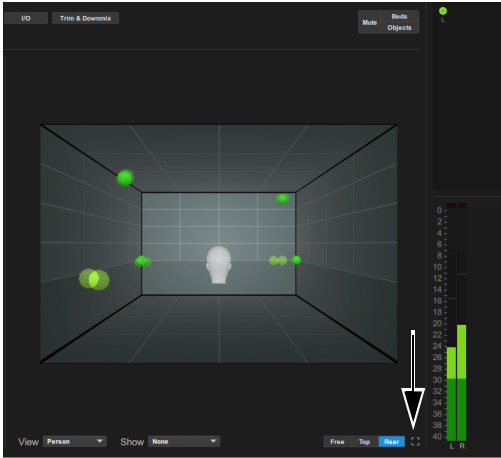 I/O
Trim & Downmix
Mute
Beds
Objects
L
0
2
4
6
8
10
12
14
16
18
20
22
24
26
28
30
32
34
36
38
40
L R
View
Person
Show
None
Free
Top
Rear